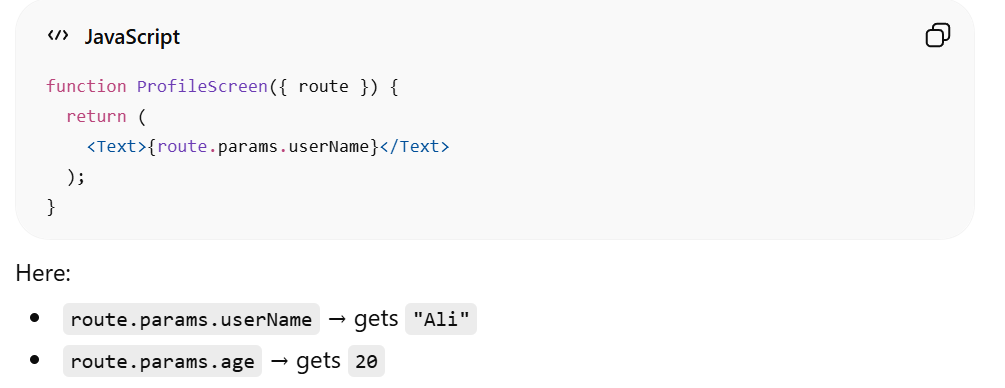 </> JavaScript
function ProfileScreen({ route }) {
  return (
    <Text>{route.params.userName}</Text>
  );
}
Here:
• route.params.userName → gets "Ali"
• route.params.age → gets 20